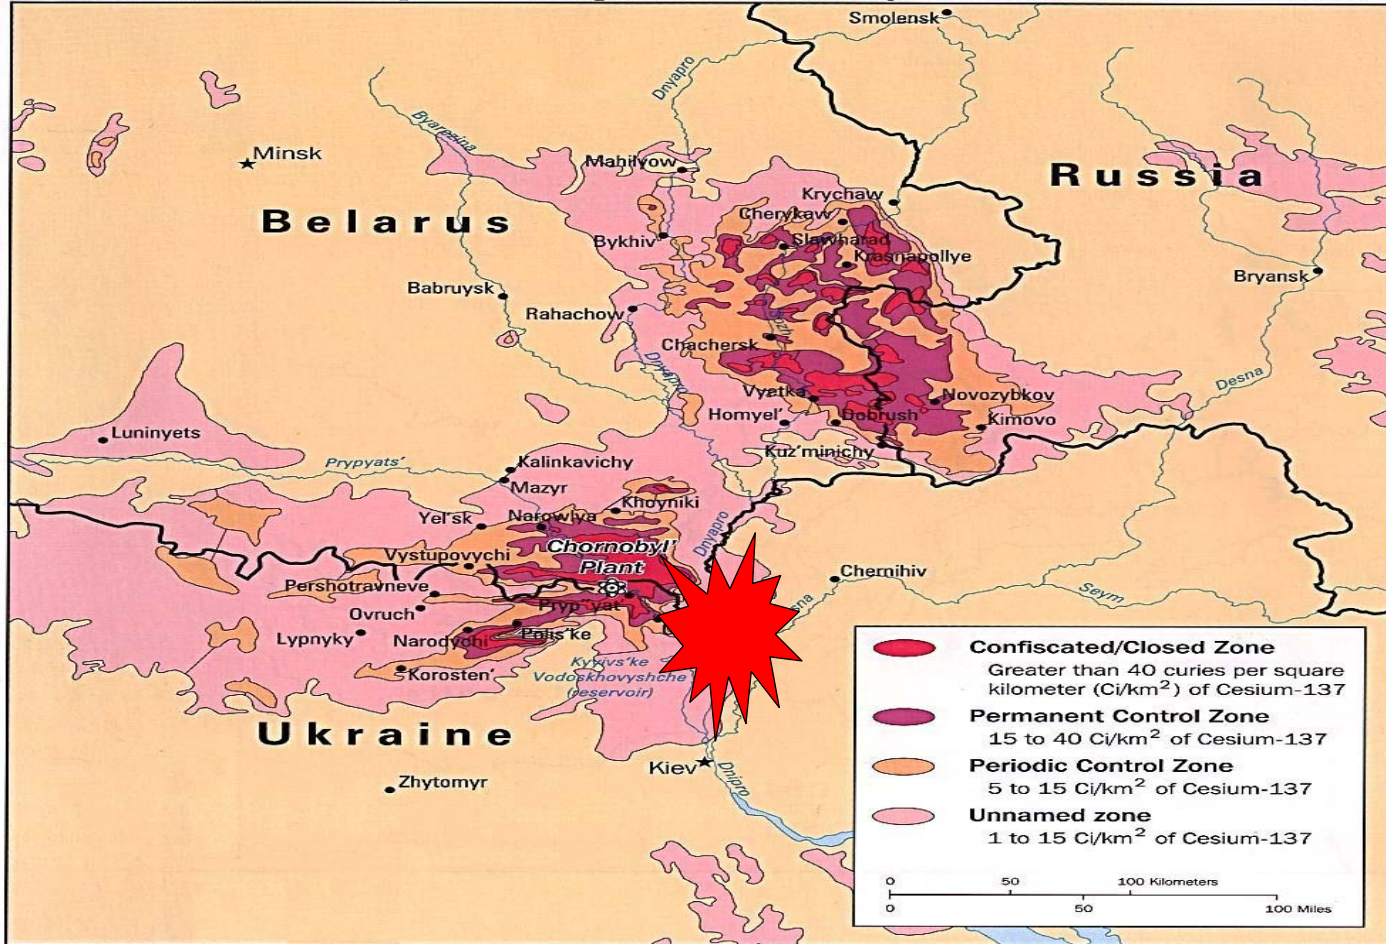 Smolensk
Dnyapro
Byarezina
Minsk
Mahilyow
Russia
Krychaw
Belarus
Cherykaw
Bykhiv
Slawharad
Krasnapollye
Bryansk
Babruysk
Rahachow
Sozh
Chachersk
Dnyapro
Desna
Vyetka
Novozybkov
Homyel'
Dobrush
Kimovo
Luninyets
Kuz'minichy
Prypyats'
Kalinkavichy
Mazyr
Khoyniki
Yel'sk
Narowlya
Dnyapro
Chornobyl'
Plant
Vystupovychi
Chernihiv
Pershotravneve
Seym
Pryp''yat
Ovruch
Lypnyky
Narodychi
Polis'ke
Kyyivs'ke
Vodoskhovyshche
(reservoir)
Korosten'
Ukraine
Kiev
Dnipro
Zhytomyr
Confiscated/Closed Zone
Greater than 40 curies per square
kilometer (Ci/km²) of Cesium-137
Permanent Control Zone
15 to 40 Ci/km² of Cesium-137
Periodic Control Zone
5 to 15 Ci/km² of Cesium-137
Unnamed zone
1 to 15 Ci/km² of Cesium-137
0 50 100 Kilometers
0 50 100 Miles